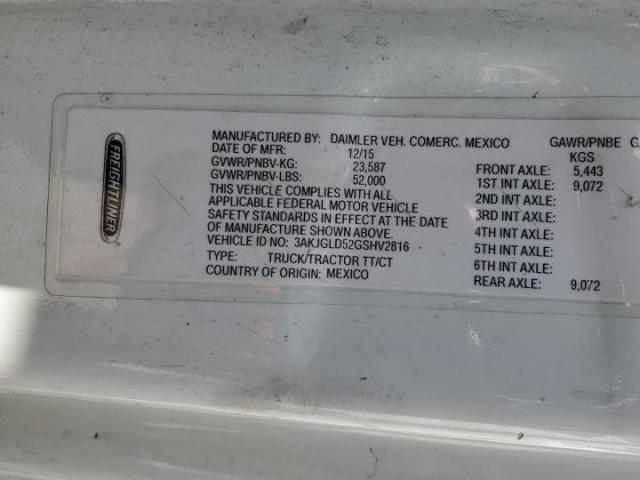 FREIGHTLINER
MANUFACTURED BY: DAIMLER VEH. COMERC. MEXICO
DATE OF MFR: 12/15
GVWR/PNBV-KG: 23,587
GVWR/PNBV-LBS: 52,000
THIS VEHICLE COMPLIES WITH ALL
APPLICABLE FEDERAL MOTOR VEHICLE
SAFETY STANDARDS IN EFFECT AT THE DATE
OF MANUFACTURE SHOWN ABOVE.
VEHICLE ID NO: 3AKJGLD52GSHV2816
TYPE: TRUCK/TRACTOR TT/CT
COUNTRY OF ORIGIN: MEXICO
GAWR/PNBE
KGS
FRONT AXLE: 5,443
1ST INT AXLE: 9,072
2ND INT AXLE:
3RD INT AXLE:
4TH INT AXLE:
5TH INT AXLE:
6TH INT AXLE:
REAR AXLE: 9,072